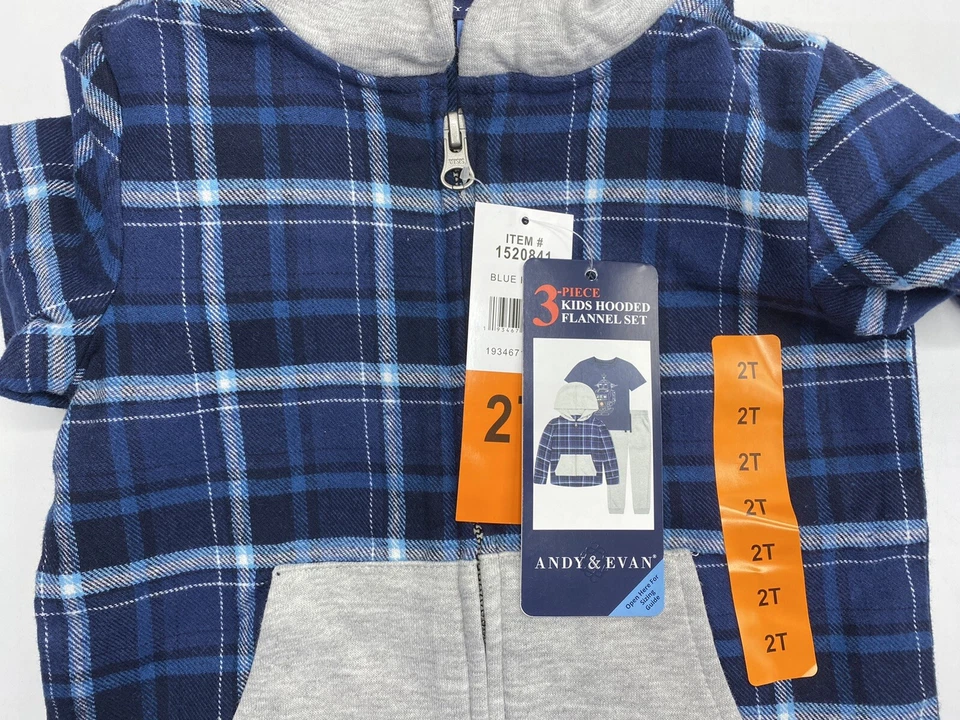 ITEM #
1520841
BLUE
193467
2T
3-PIECE
KIDS HOODED
FLANNEL SET
ANDY & EVAN®
Open Here For
Sizing
Guide
2T
2T
2T
2T
2T
2T
2T